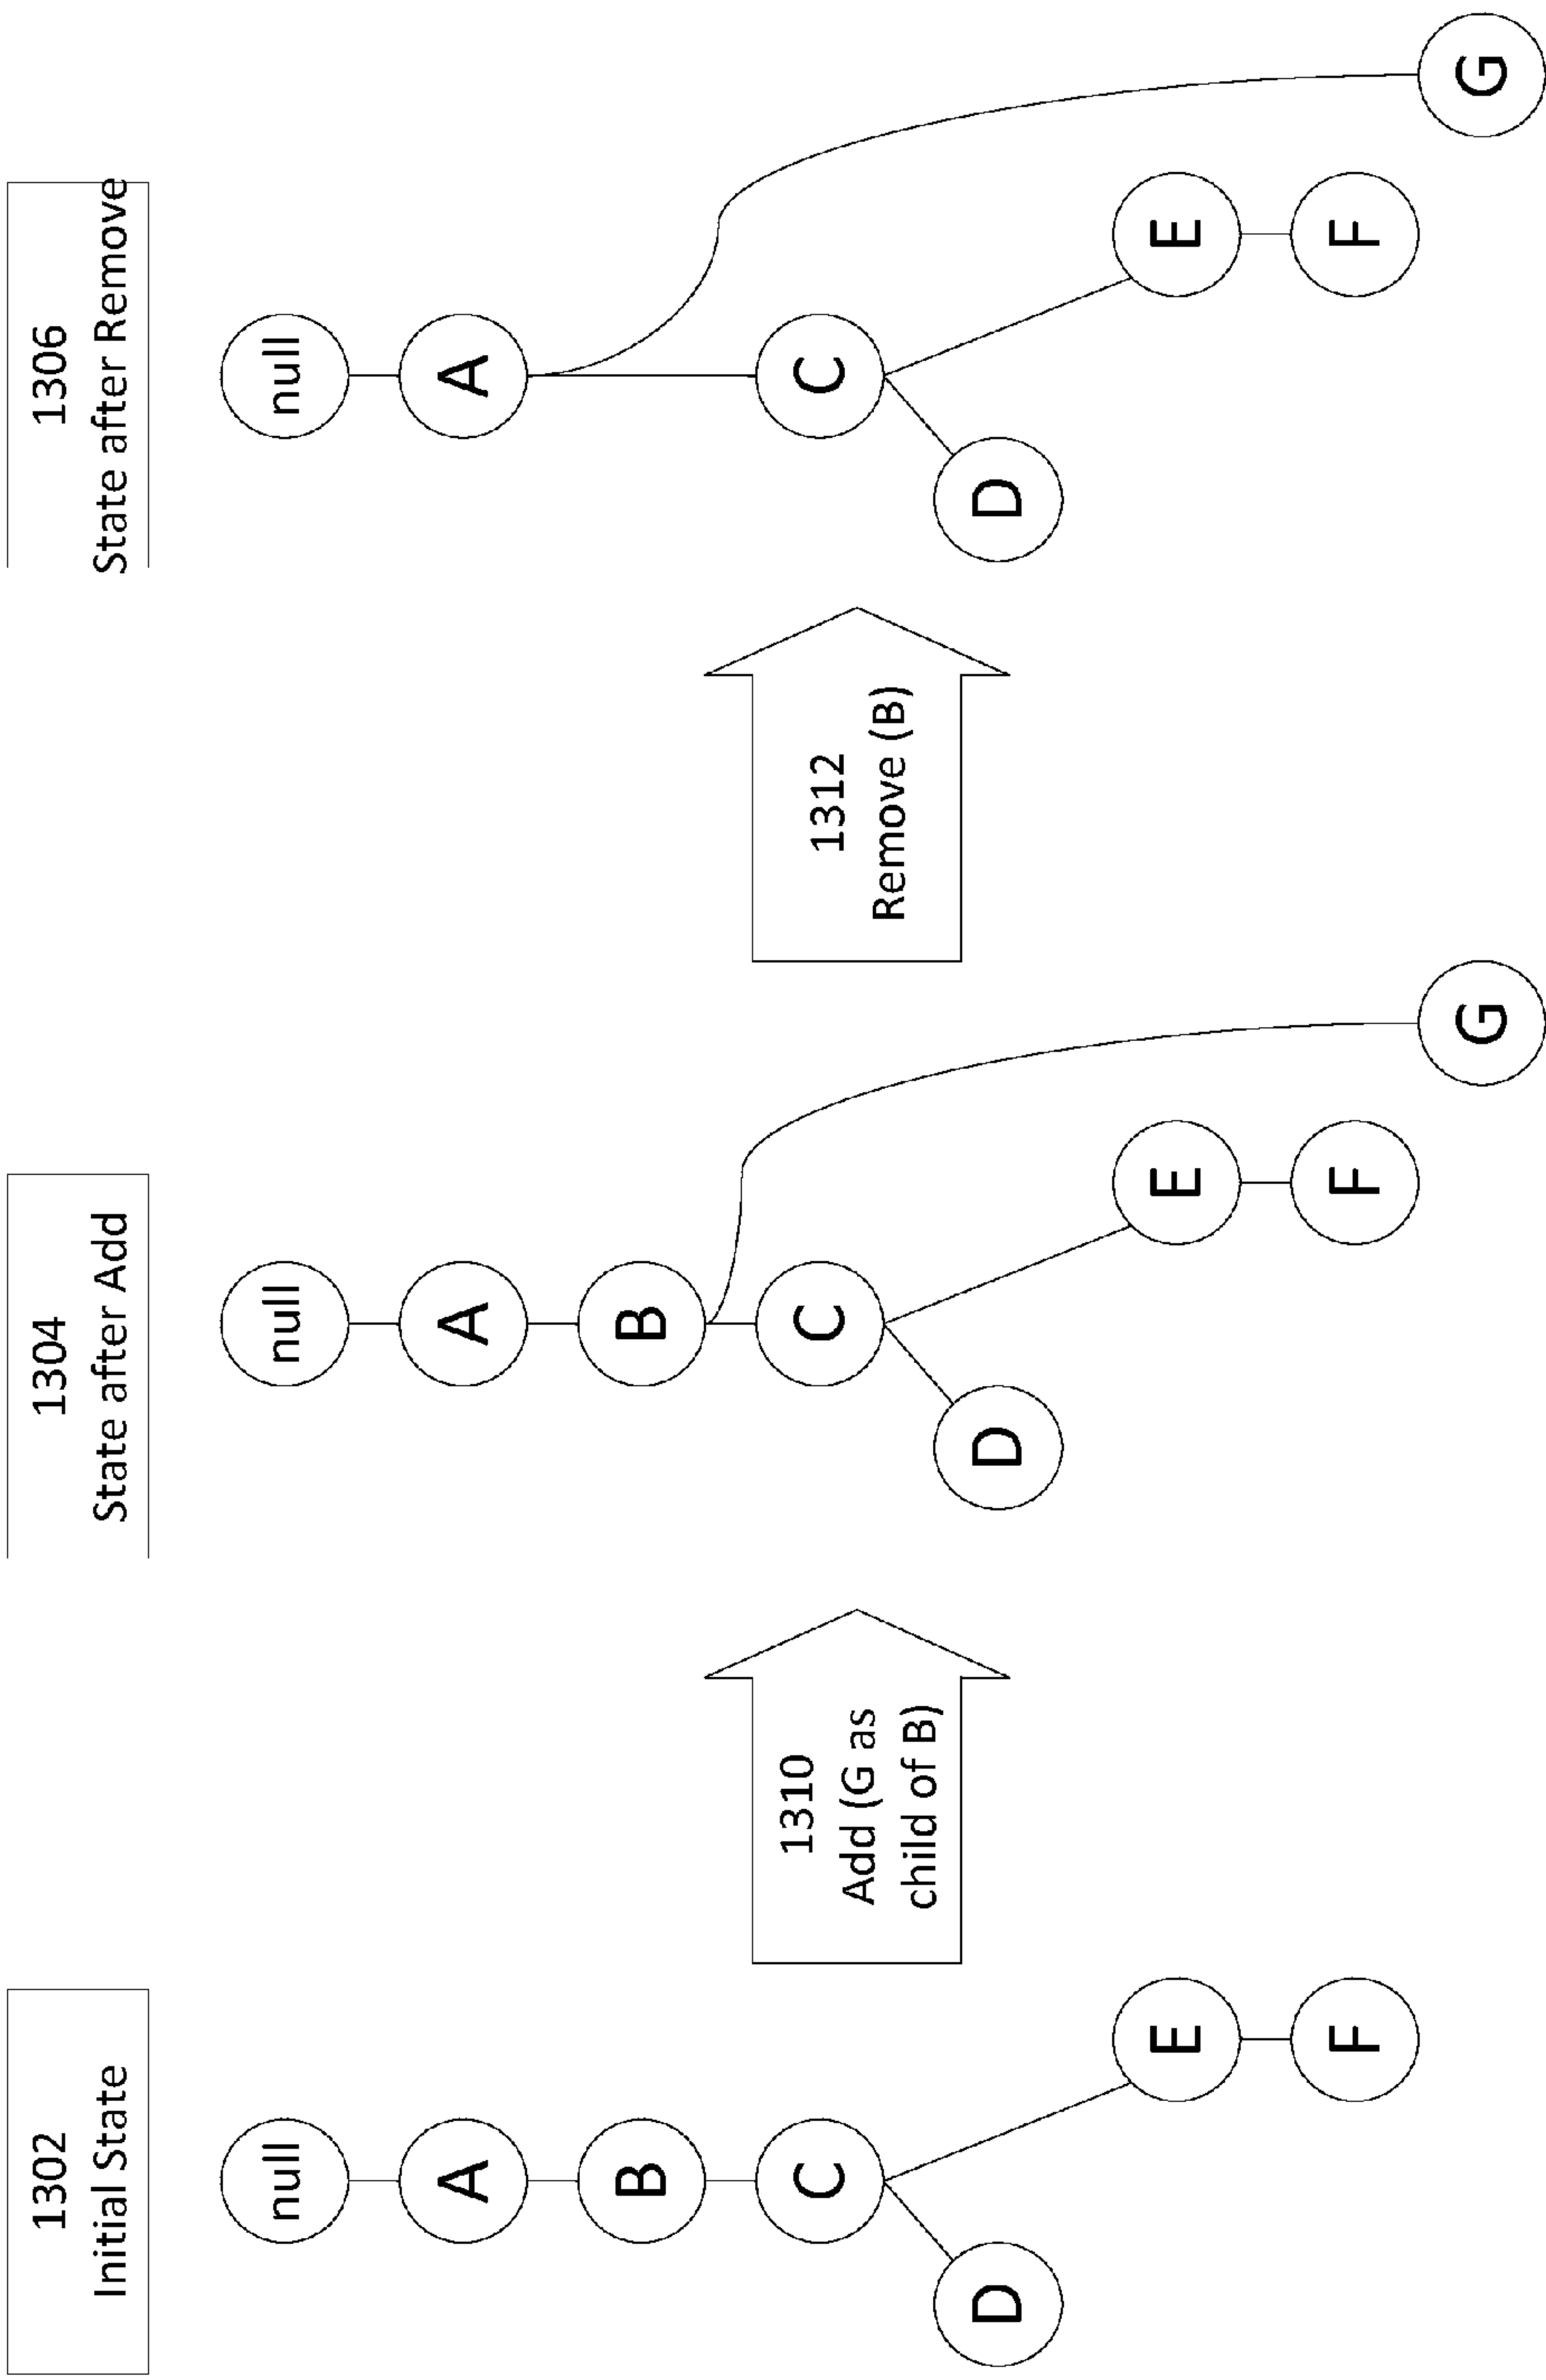 1302
Initial State
null
A
B
C
D
E
F
1310
Add (G as
child of B)
1304
State after Add
null
A
B
C
D
E
F
G
1312
Remove (B)
1306
State after Remove
null
A
C
D
E
F
G